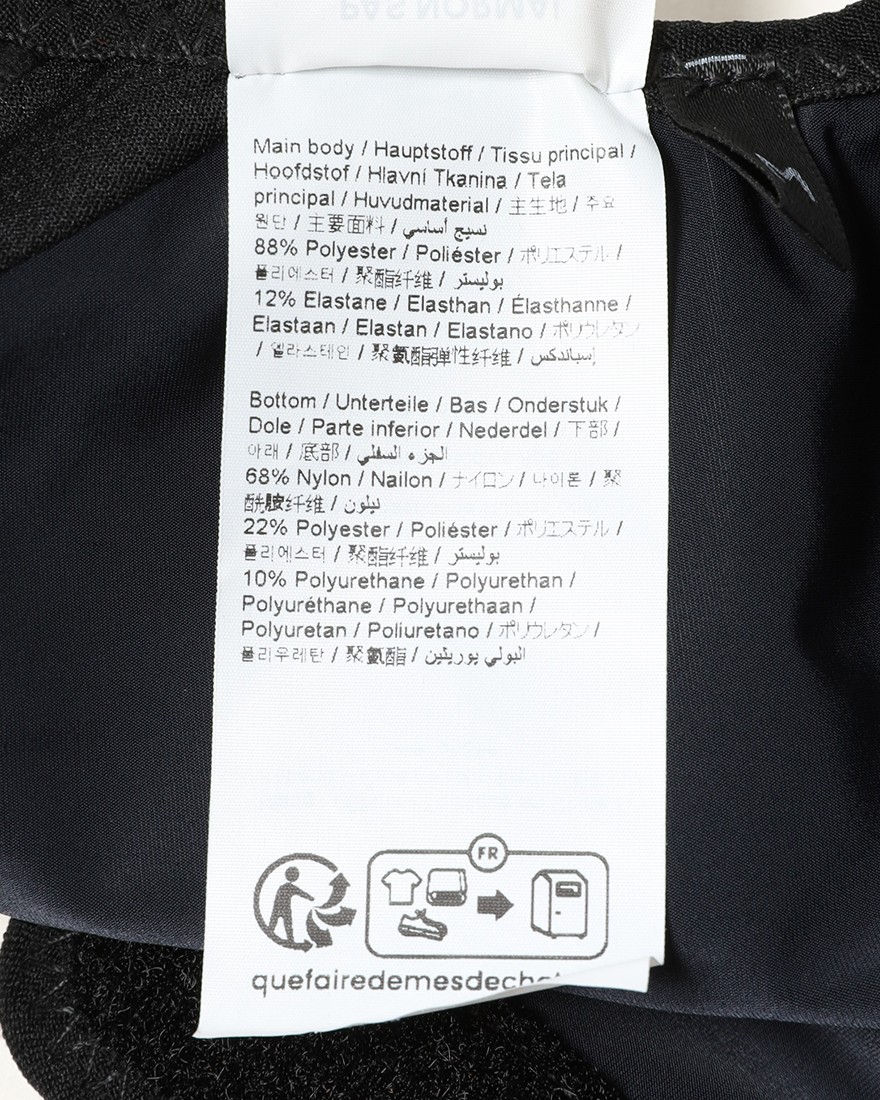 PAS NORMAL
Main body / Hauptstoff / Tissu principal /
Hoofdstof / Hlavní Tkanina / Tela
principal / Huvudmaterial / 主生地 / 주요
원단 / 主要面料 / نسيج أساسي
88% Polyester / Poliéster / ポリエステル /
폴리에스터 / 聚酯纤维 / بوليستر
12% Elastane / Elasthan / Élasthanne /
Elastaan / Elastan / Elastano / ポリウレタン
/ 엘라스테인 / 聚氨酯弹性纤维 / إسباندكس
Bottom / Unterteile / Bas / Onderstuk /
Dole / Parte inferior / Nederdel / 下部 /
아래 / 底部 / الجزء السفلي
68% Nylon / Nailon / ナイロン / 나이론 / 聚
酰胺纤维 / نيلون
22% Polyester / Poliéster / ポリエステル /
폴리에스터 / 聚酯纤维 / بوليستر
10% Polyurethane / Polyurethan /
Polyuréthane / Polyurethaan /
Polyuretan / Poliuretano / ポリウレタン /
폴리우레탄 / 聚氨酯 / البولي يوريثين
FR
quefairedemesdeche